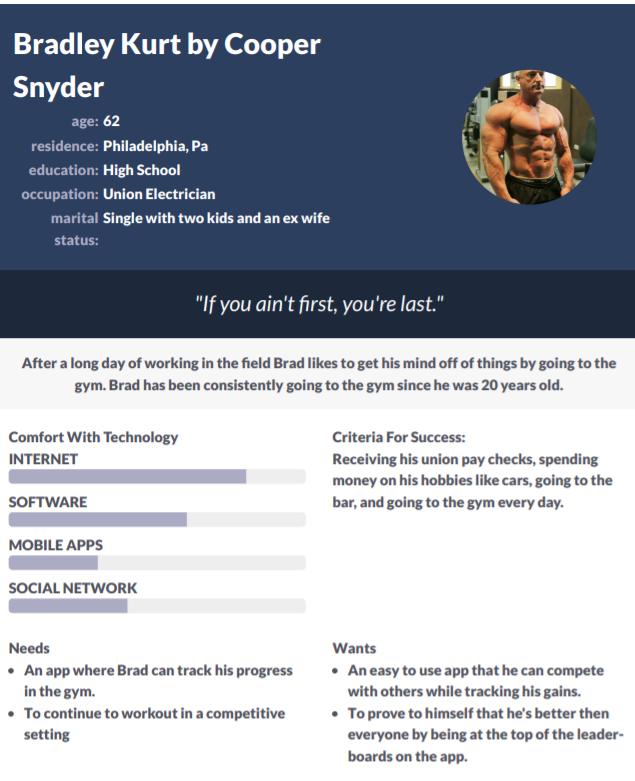 Bradley Kurt by Cooper
Snyder
age: 62
residence: Philadelphia, Pa
education: High School
occupation: Union Electrician
marital Single with two kids and an ex wife
status:
"If you ain't first, you're last."
After a long day of working in the field Brad likes to get his mind off of things by going to the
gym. Brad has been consistently going to the gym since he was 20 years old.
Comfort With Technology
INTERNET
SOFTWARE
MOBILE APPS
SOCIAL NETWORK
Criteria For Success:
Receiving his union pay checks, spending
money on his hobbies like cars, going to the
bar, and going to the gym every day.
Needs
• An app where Brad can track his progress
in the gym.
• To continue to workout in a competitive
setting
Wants
• An easy to use app that he can compete
with others while tracking his gains.
• To prove to himself that he's better then
everyone by being at the top of the leader-
boards on the app.